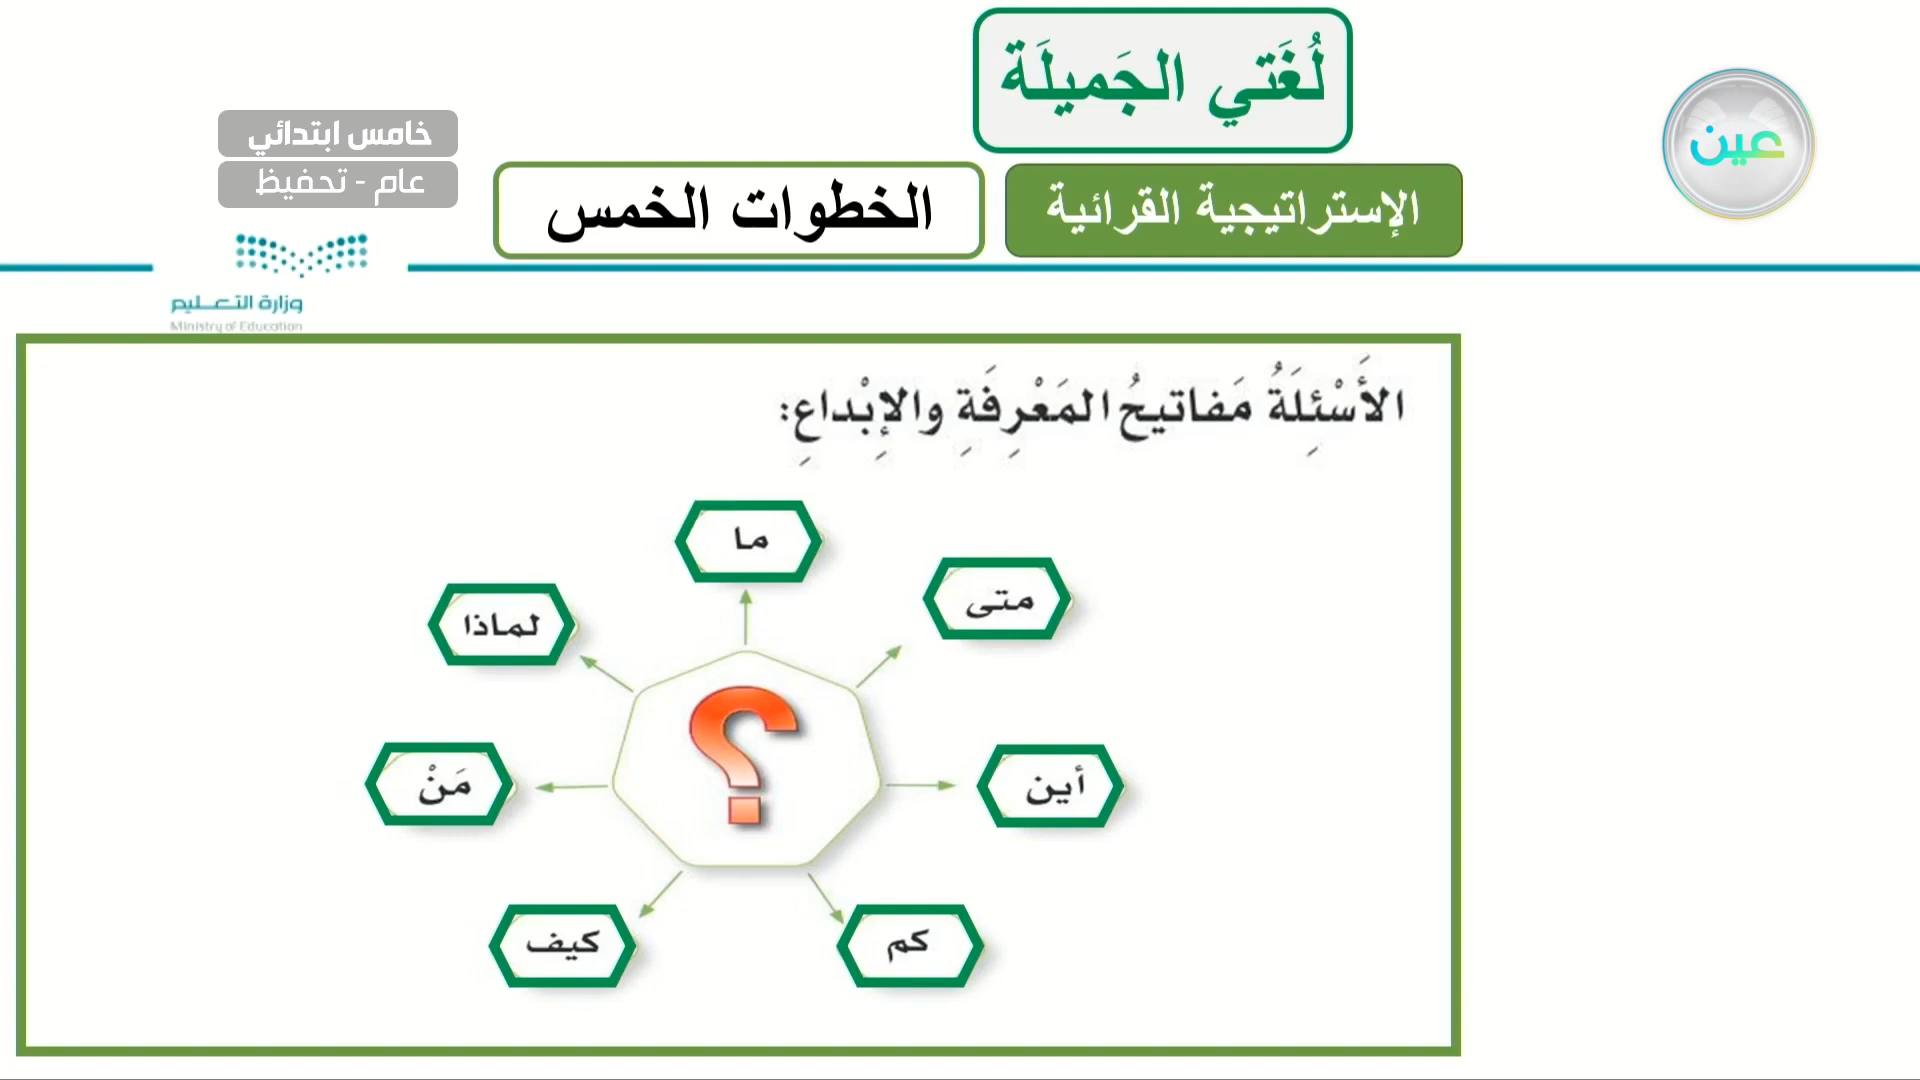 لُغَتي الجَميلَة
عين
خامس ابتدائي
عام - تحفيظ
الإستراتيجية القرائية
الخطوات الخمس
وزارة التعليم
Ministry of Education
الأَسْئِلَةُ مَفاتيحُ المَعْرِفَةِ والإِبْداعِ:
ما
متى
لماذا
؟
أين
مَنْ
كم
كيف